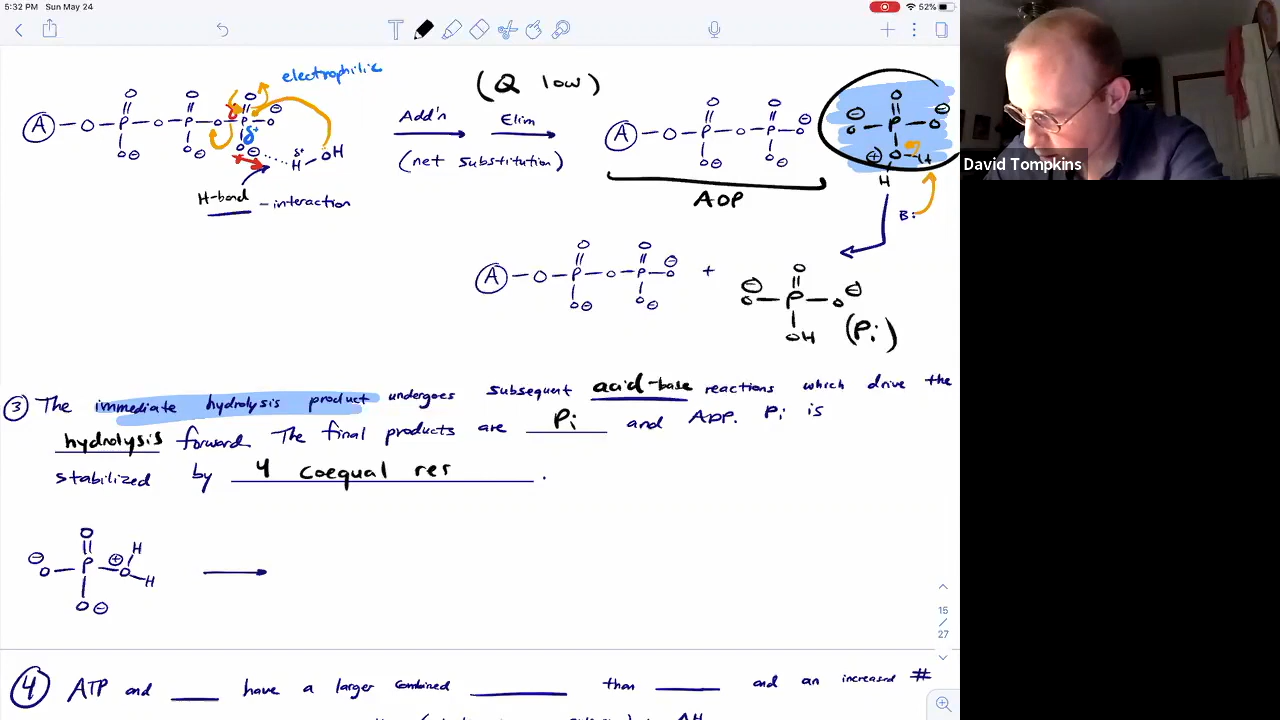 5:32 PM Sun May 24
52%
electrophilic
(Q low)
Add'n
Elim
(net substitution)
H-bond - interaction
ADP
David Tompkins
B:
(Pi)
③ The immediate hydrolysis product undergoes subsequent acid-base reactions which drive the
hydrolysis forward. The final products are Pi and ADP. Pi is
stabilized by 4 coequal res .
15
/
27
④ ATP and ____ have a larger combined ____ than ____ and an increased #